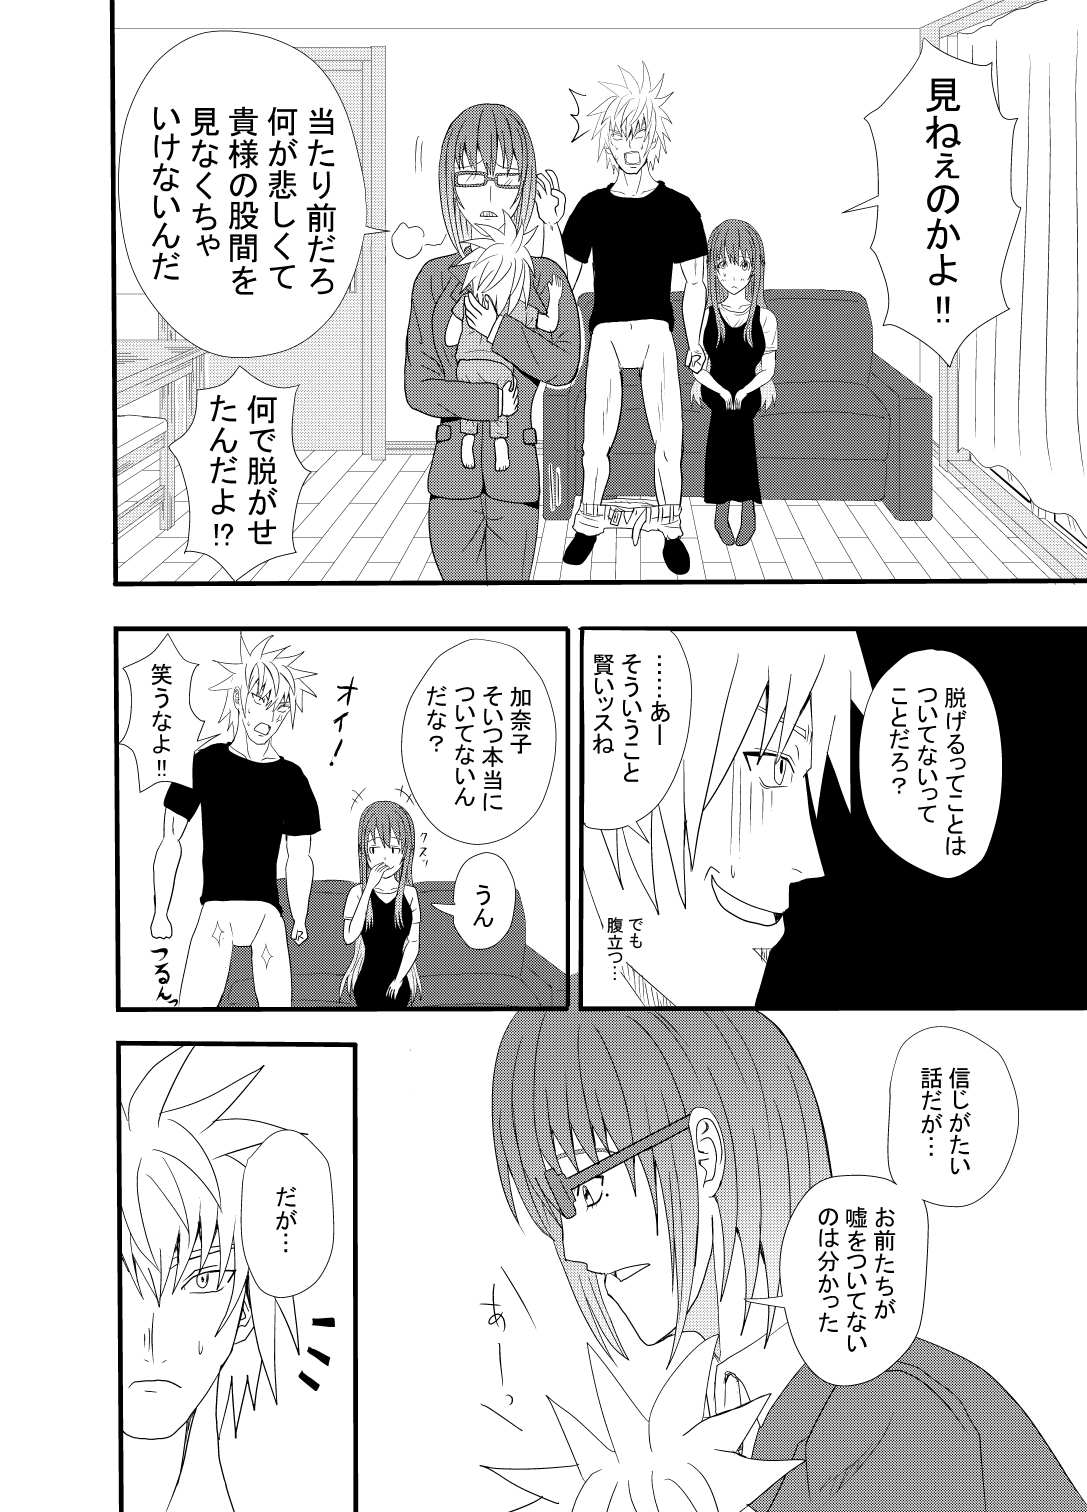 見ねぇのかよ!!
当たり前だろ
何が悲しくて
貴様の股間を
見なくちゃ
いけないんだ
何で脱がせ
たんだよ!?
脱げるってことは
ついてないって
ことだろ?
……あー
そういうこと
賢いッスね
でも
腹立つ…
加奈子
そいつ本当に
ついてないん
だな?
うん
クスッ
オイ!
笑うなよ!!
つるんっ
信じがたい
話だが…
お前たちが
嘘をついてない
のは分かった
めーっ
だが…